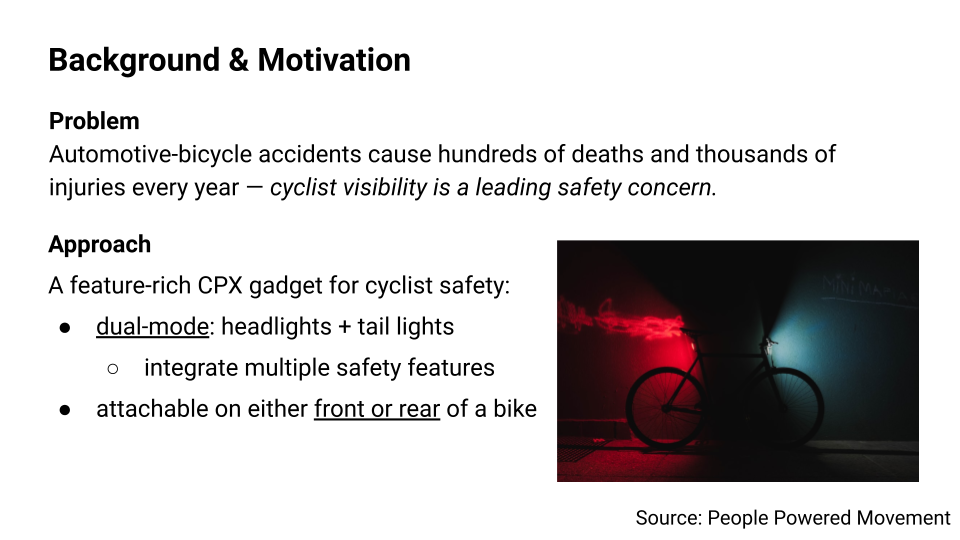 Background & Motivation
Problem
Automotive-bicycle accidents cause hundreds of deaths and thousands of
injuries every year — cyclist visibility is a leading safety concern.
Approach
A feature-rich CPX gadget for cyclist safety:
● dual-mode: headlights + tail lights
○ integrate multiple safety features
● attachable on either front or rear of a bike
Source: People Powered Movement